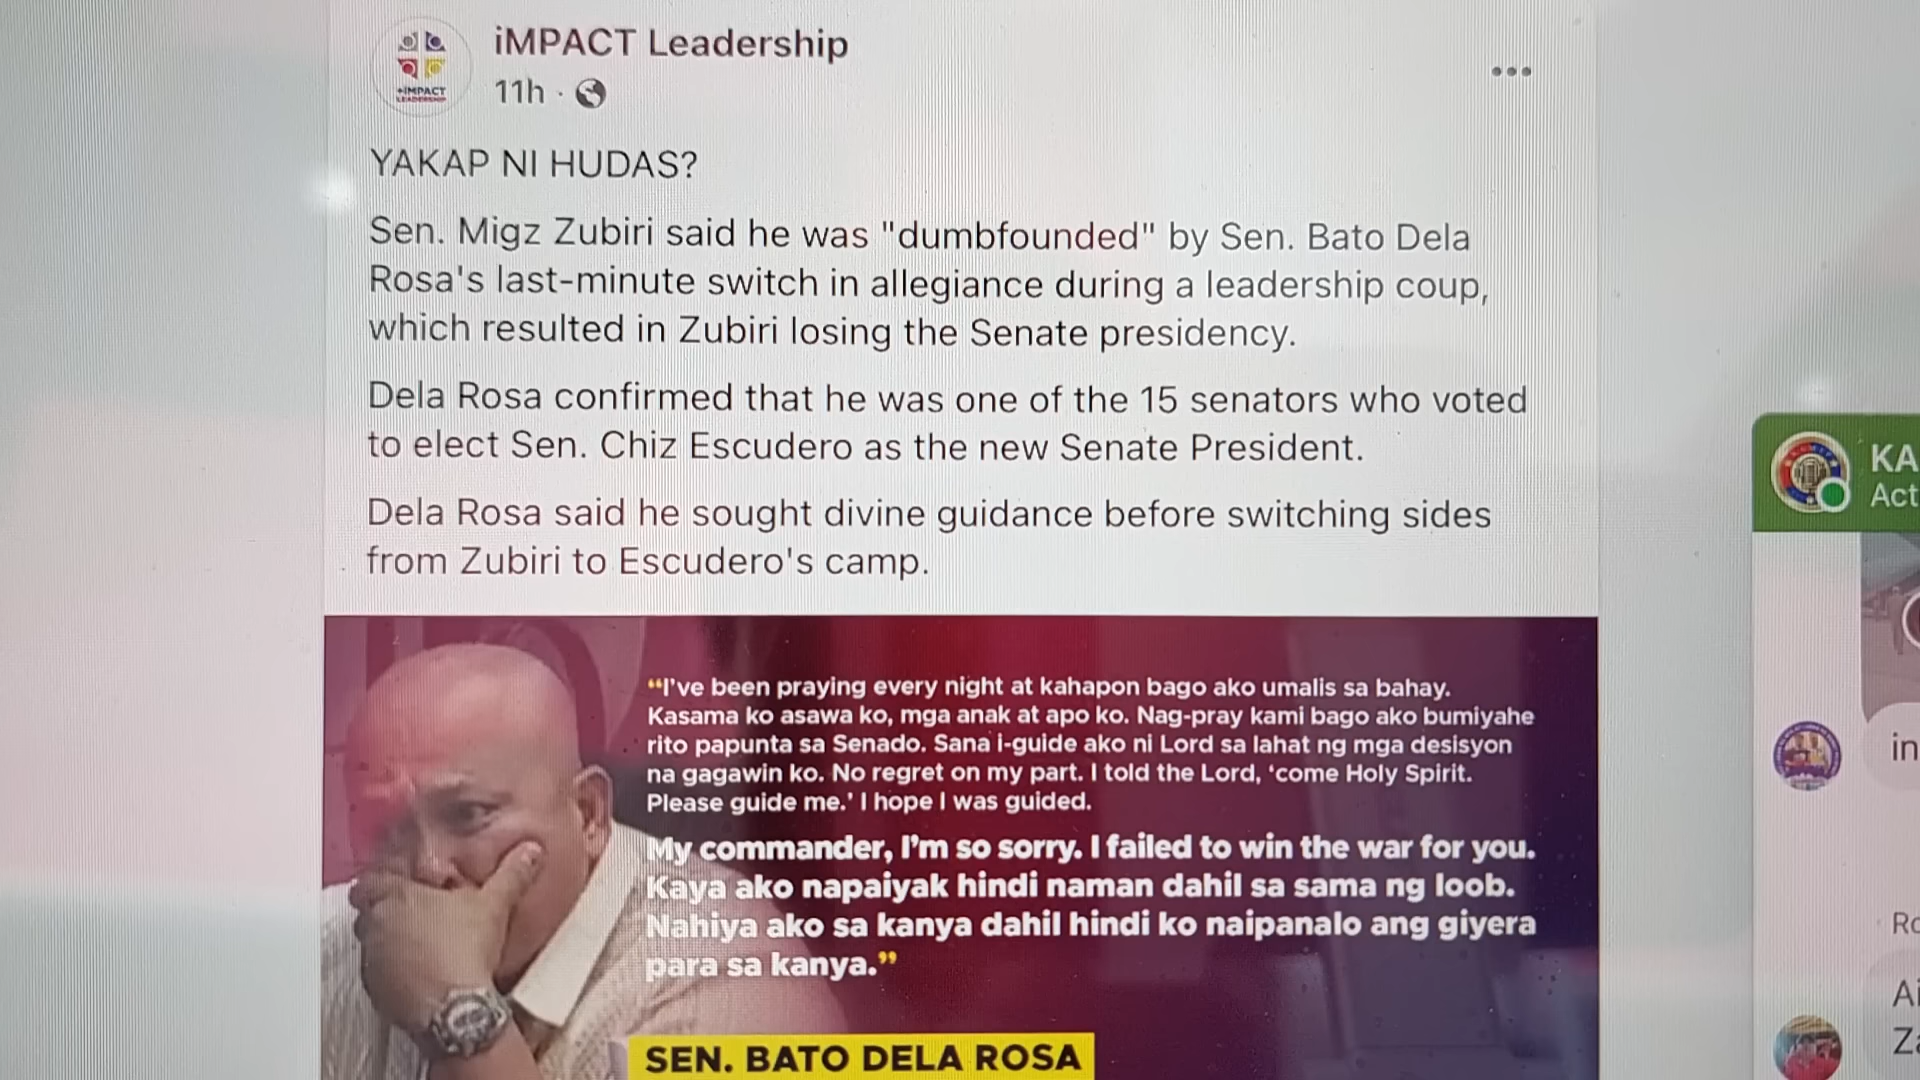 iMPACT Leadership
11h ·
+iMPACT
LEADERSHIP
YAKAP NI HUDAS?
Sen. Migz Zubiri said he was "dumbfounded" by Sen. Bato Dela
Rosa's last-minute switch in allegiance during a leadership coup,
which resulted in Zubiri losing the Senate presidency.
Dela Rosa confirmed that he was one of the 15 senators who voted
to elect Sen. Chiz Escudero as the new Senate President.
Dela Rosa said he sought divine guidance before switching sides
from Zubiri to Escudero's camp.
“I've been praying every night at kahapon bago ako umalis sa bahay.
Kasama ko asawa ko, mga anak at apo ko. Nag-pray kami bago ako bumiyahe
rito papunta sa Senado. Sana i-guide ako ni Lord sa lahat ng mga desisyon
na gagawin ko. No regret on my part. I told the Lord, ‘come Holy Spirit.
Please guide me.’ I hope I was guided.
My commander, I’m so sorry. I failed to win the war for you.
Kaya ako napaiyak hindi naman dahil sa sama ng loob.
Nahiya ako sa kanya dahil hindi ko naipanalo ang giyera
para sa kanya.”
SEN. BATO DELA ROSA
KA
Act
in
Ro
Ai
Za